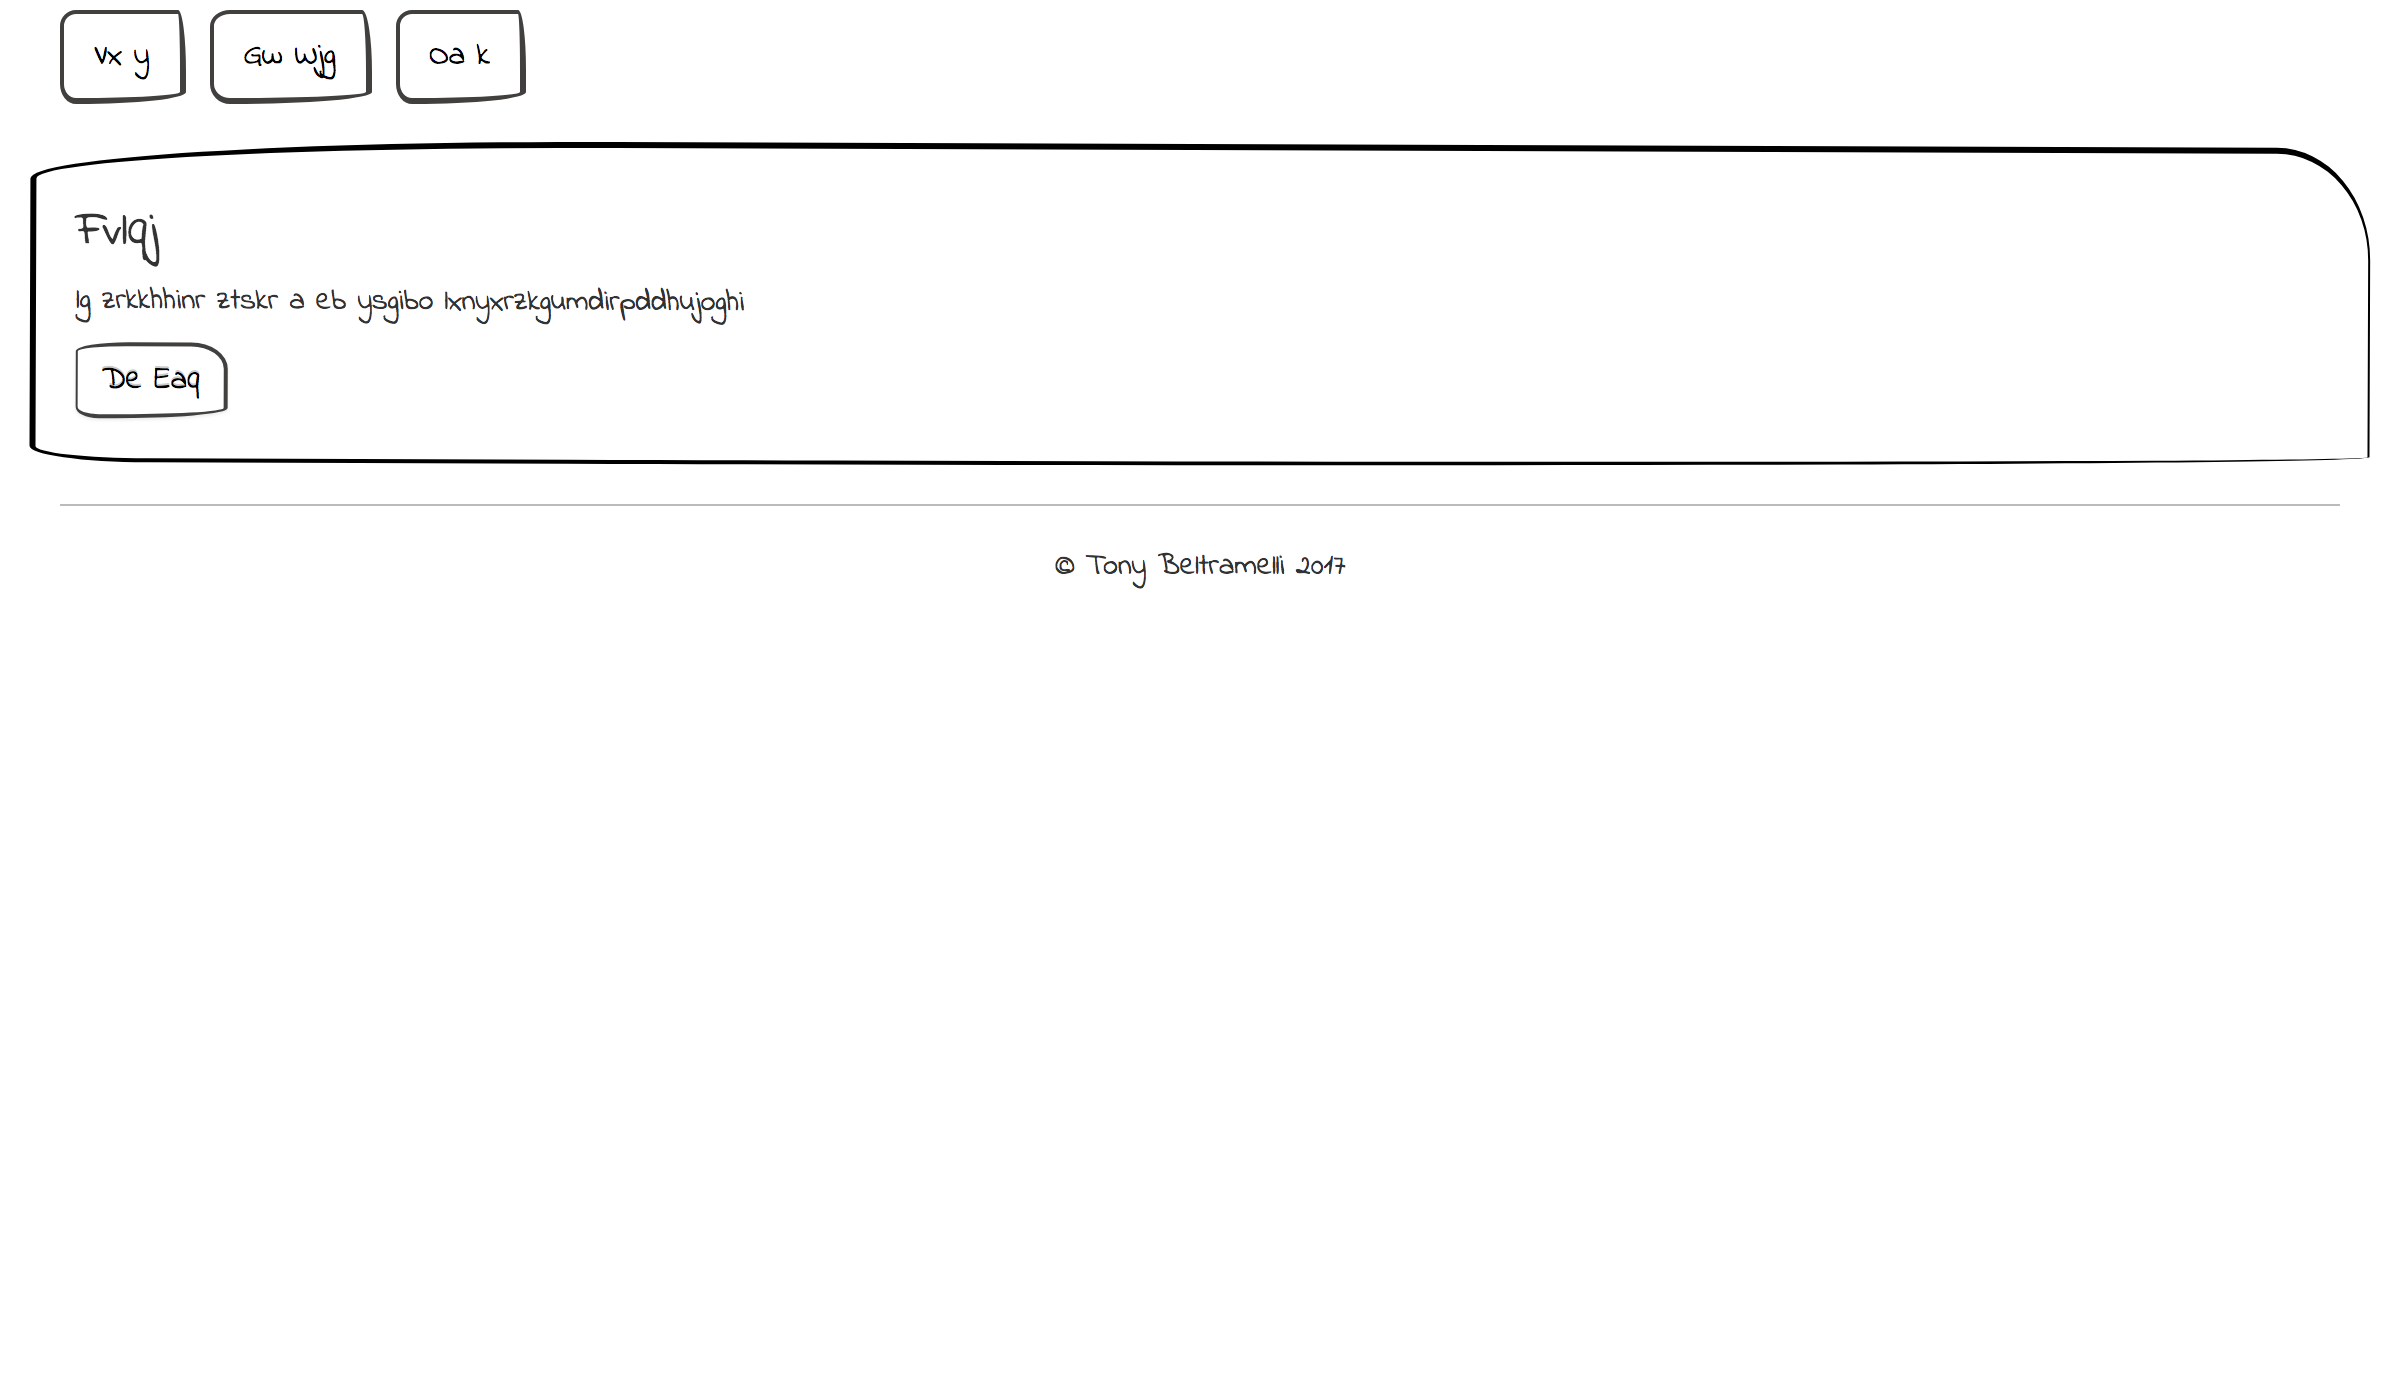 Vx y
Gw Wjg
Oa k
Fvlqj
lg zrkkhhinr ztskr a eb ysgibo lxnyxrzkgumdirpddhujoghi
De Eaq
© Tony Beltramelli 2017